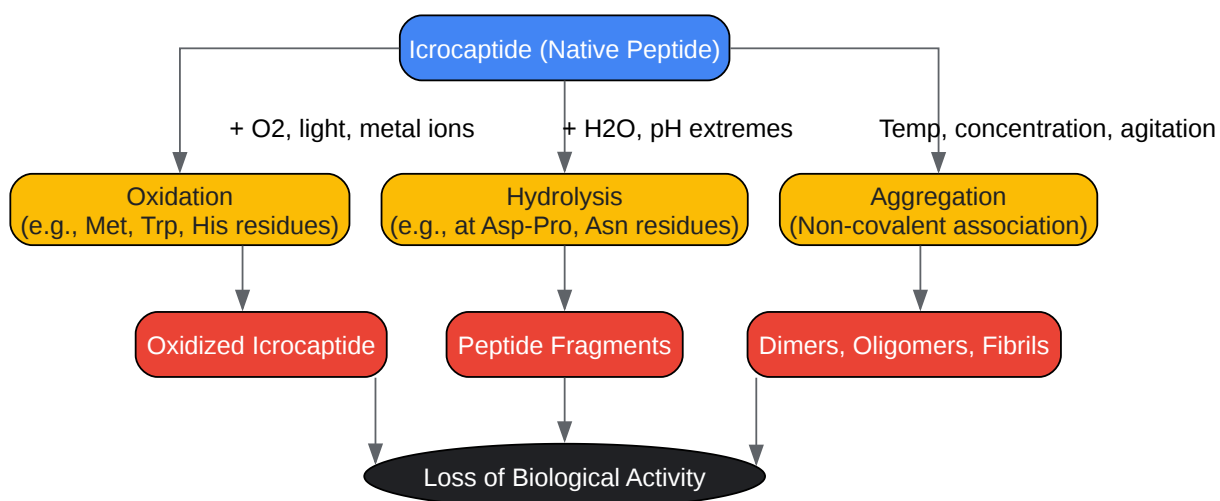 Icrocaptide (Native Peptide)
+ O2, light, metal ions
+ H2O, pH extremes
Temp, concentration, agitation
Oxidation
(e.g., Met, Trp, His residues)
Hydrolysis
(e.g., at Asp-Pro, Asn residues)
Aggregation
(Non-covalent association)
Oxidized Icrocaptide
Peptide Fragments
Dimers, Oligomers, Fibrils
Loss of Biological Activity